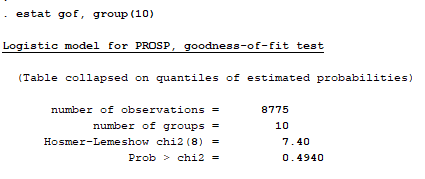 . estat gof, group(10)
Logistic model for PROSP, goodness-of-fit test
(Table collapsed on quantiles of estimated probabilities)
number of observations = 8775
number of groups = 10
Hosmer-Lemeshow chi2(8) = 7.40
Prob > chi2 = 0.4940